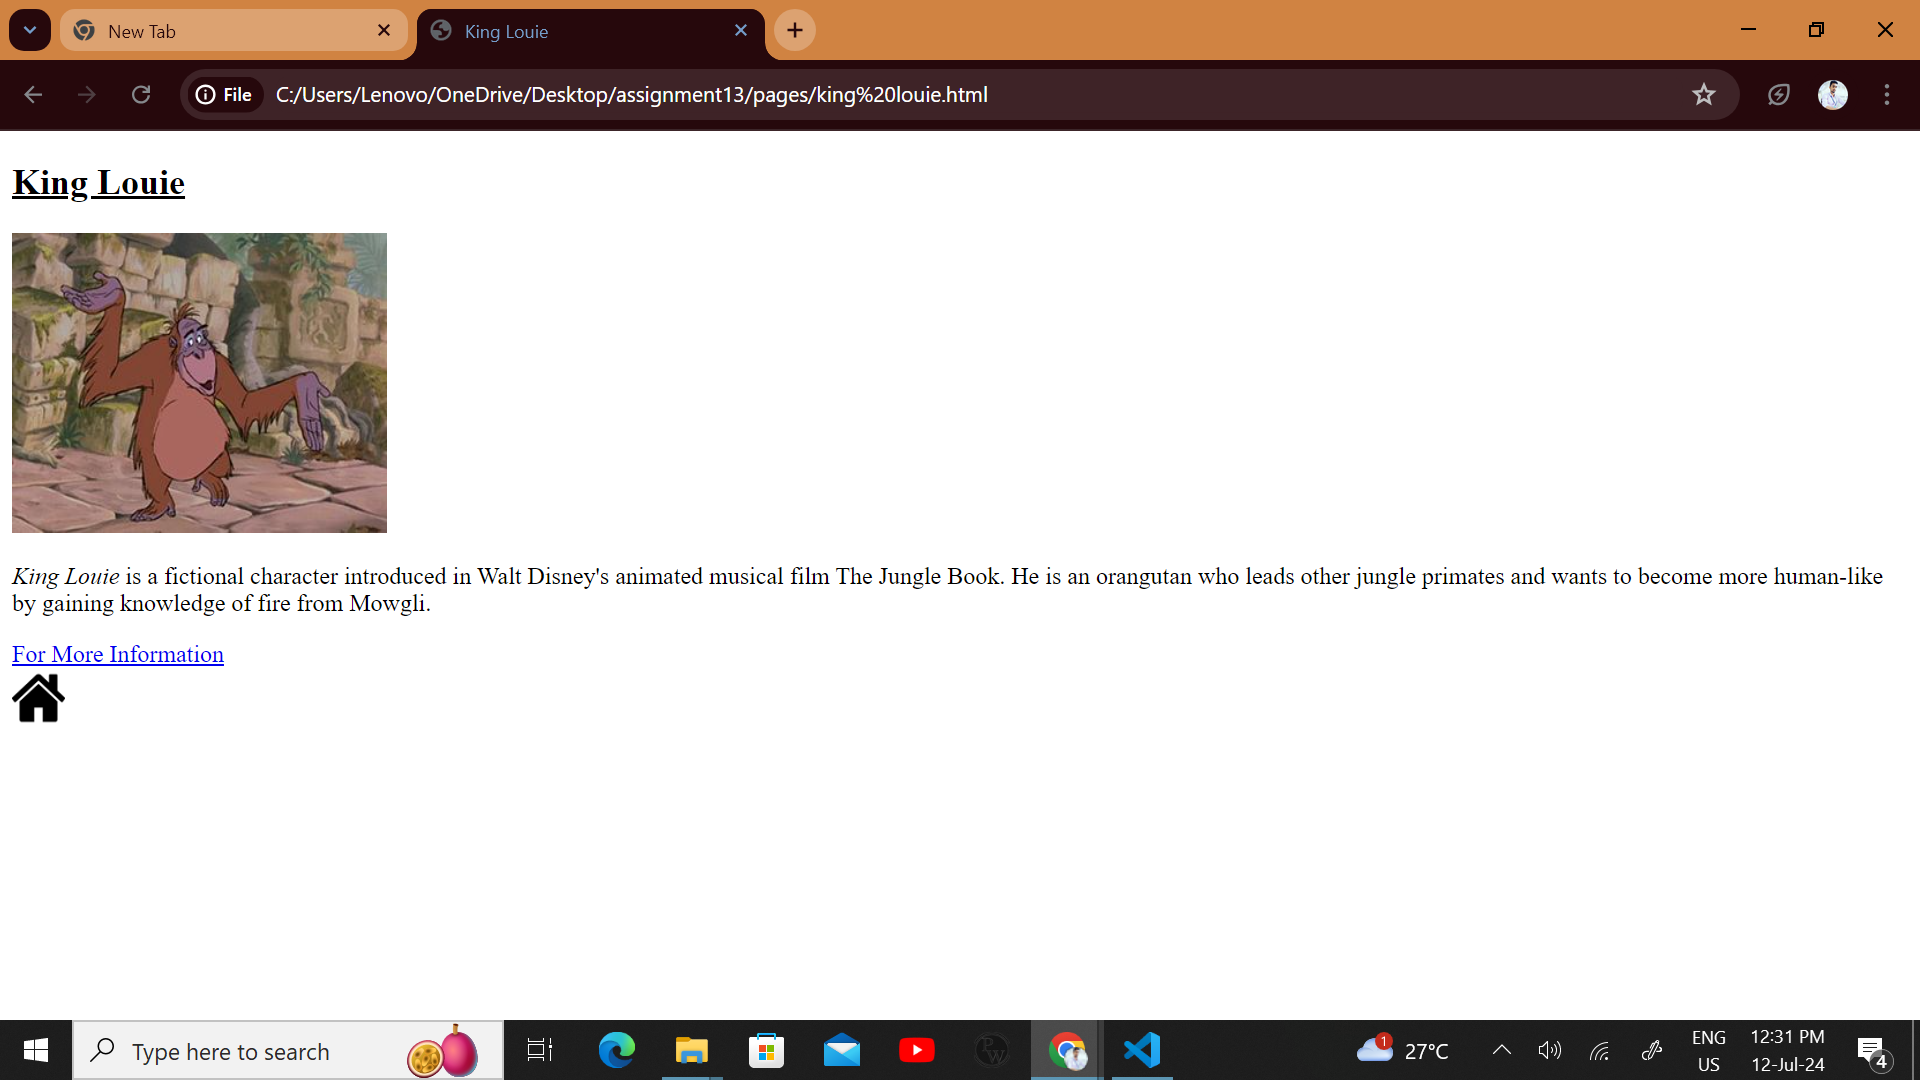 New Tab
King Louie
File
C:/Users/Lenovo/OneDrive/Desktop/assignment13/pages/king%20louie.html
King Louie
King Louie is a fictional character introduced in Walt Disney's animated musical film The Jungle Book. He is an orangutan who leads other jungle primates and wants to become more human-like
by gaining knowledge of fire from Mowgli.
For More Information
Type here to search
PW
1
27°C
ENG
US
12:31 PM
12-Jul-24
4